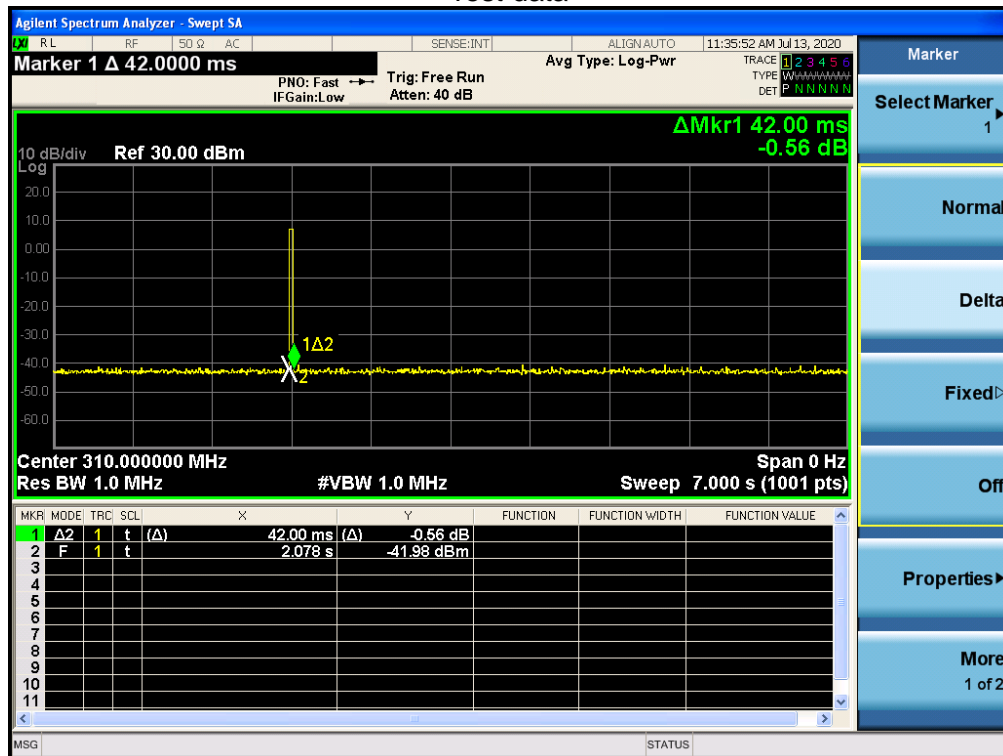 Test data
Agilent Spectrum Analyzer - Swept SA
LXI RL RF 50 Ω AC SENSE:INT ALIGN AUTO 11:35:52 AM Jul 13, 2020
Marker 1 Δ 42.0000 ms
PNO: Fast
IFGain:Low
Trig: Free Run
Atten: 40 dB
Avg Type: Log-Pwr
TRACE 1 2 3 4 5 6
TYPE WWWWWW
DET P N N N N N
ΔMkr1 42.00 ms
-0.56 dB
10 dB/div Ref 30.00 dBm
Log
20.0
10.0
0.00
-10.0
-20.0
-30.0
-40.0
-50.0
-60.0
1Δ2
X2
Center 310.000000 MHz Span 0 Hz
Res BW 1.0 MHz #VBW 1.0 MHz Sweep 7.000 s (1001 pts)
MKR MODE TRC SCL X Y FUNCTION FUNCTION WIDTH FUNCTION VALUE
1 Δ2 1 t (Δ) 42.00 ms (Δ) -0.56 dB
2 F 1 t 2.078 s -41.98 dBm
3
4
5
6
7
8
9
10
11
MSG STATUS
Marker
Select Marker
1
Normal
Delta
Fixed
Off
Properties
More
1 of 2